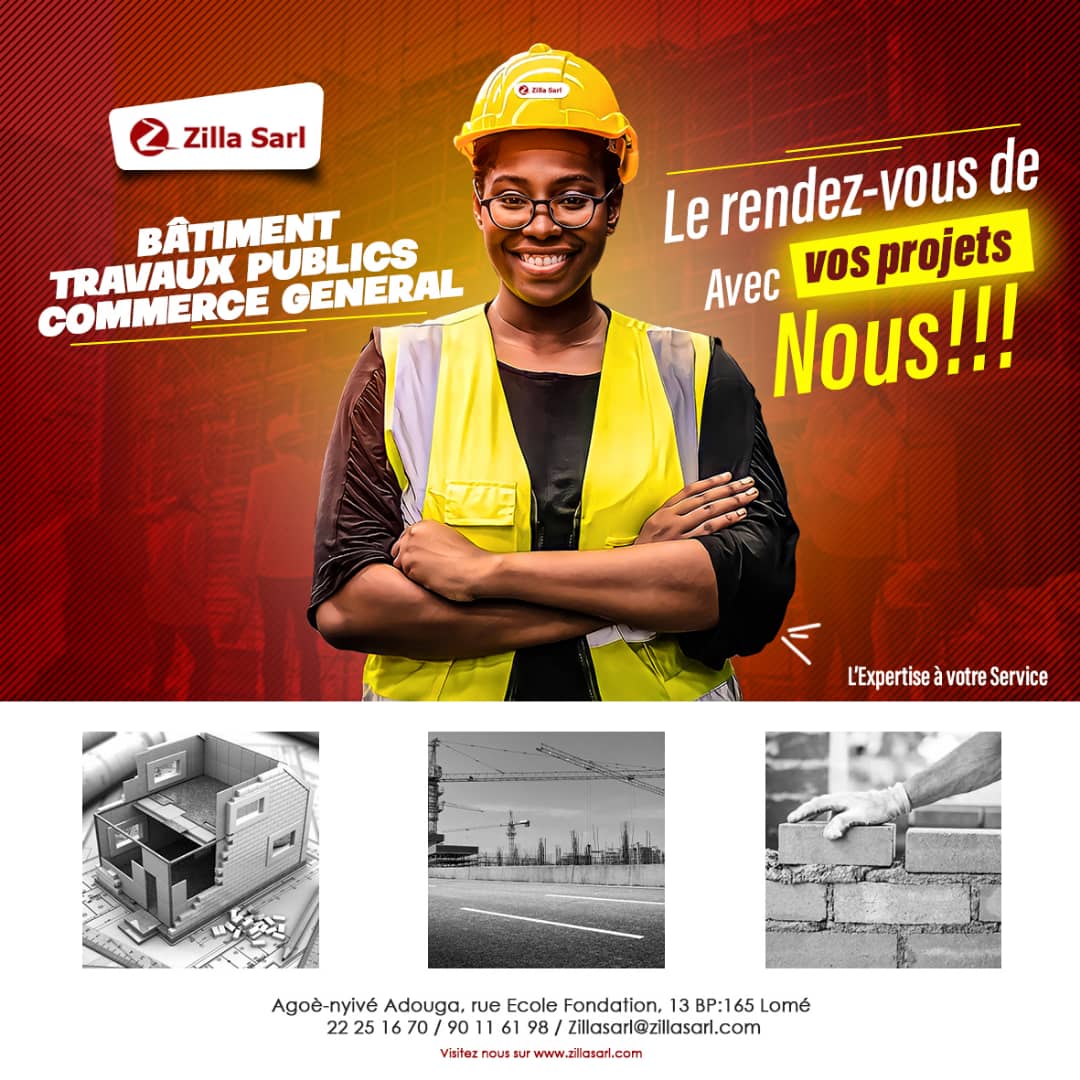 Zilla Sarl
Zilla Sarl
BÂTIMENT
TRAVAUX PUBLICS
COMMERCE GENERAL
Le rendez-vous de
vos projets
Avec
Nous!!!
L'Expertise à votre Service
Agoè-nyivé Adouga, rue Ecole Fondation, 13 BP:165 Lomé
22 25 16 70 / 90 11 61 98 / Zillasarl@zillasarl.com
Visitez nous sur www.zillasarl.com